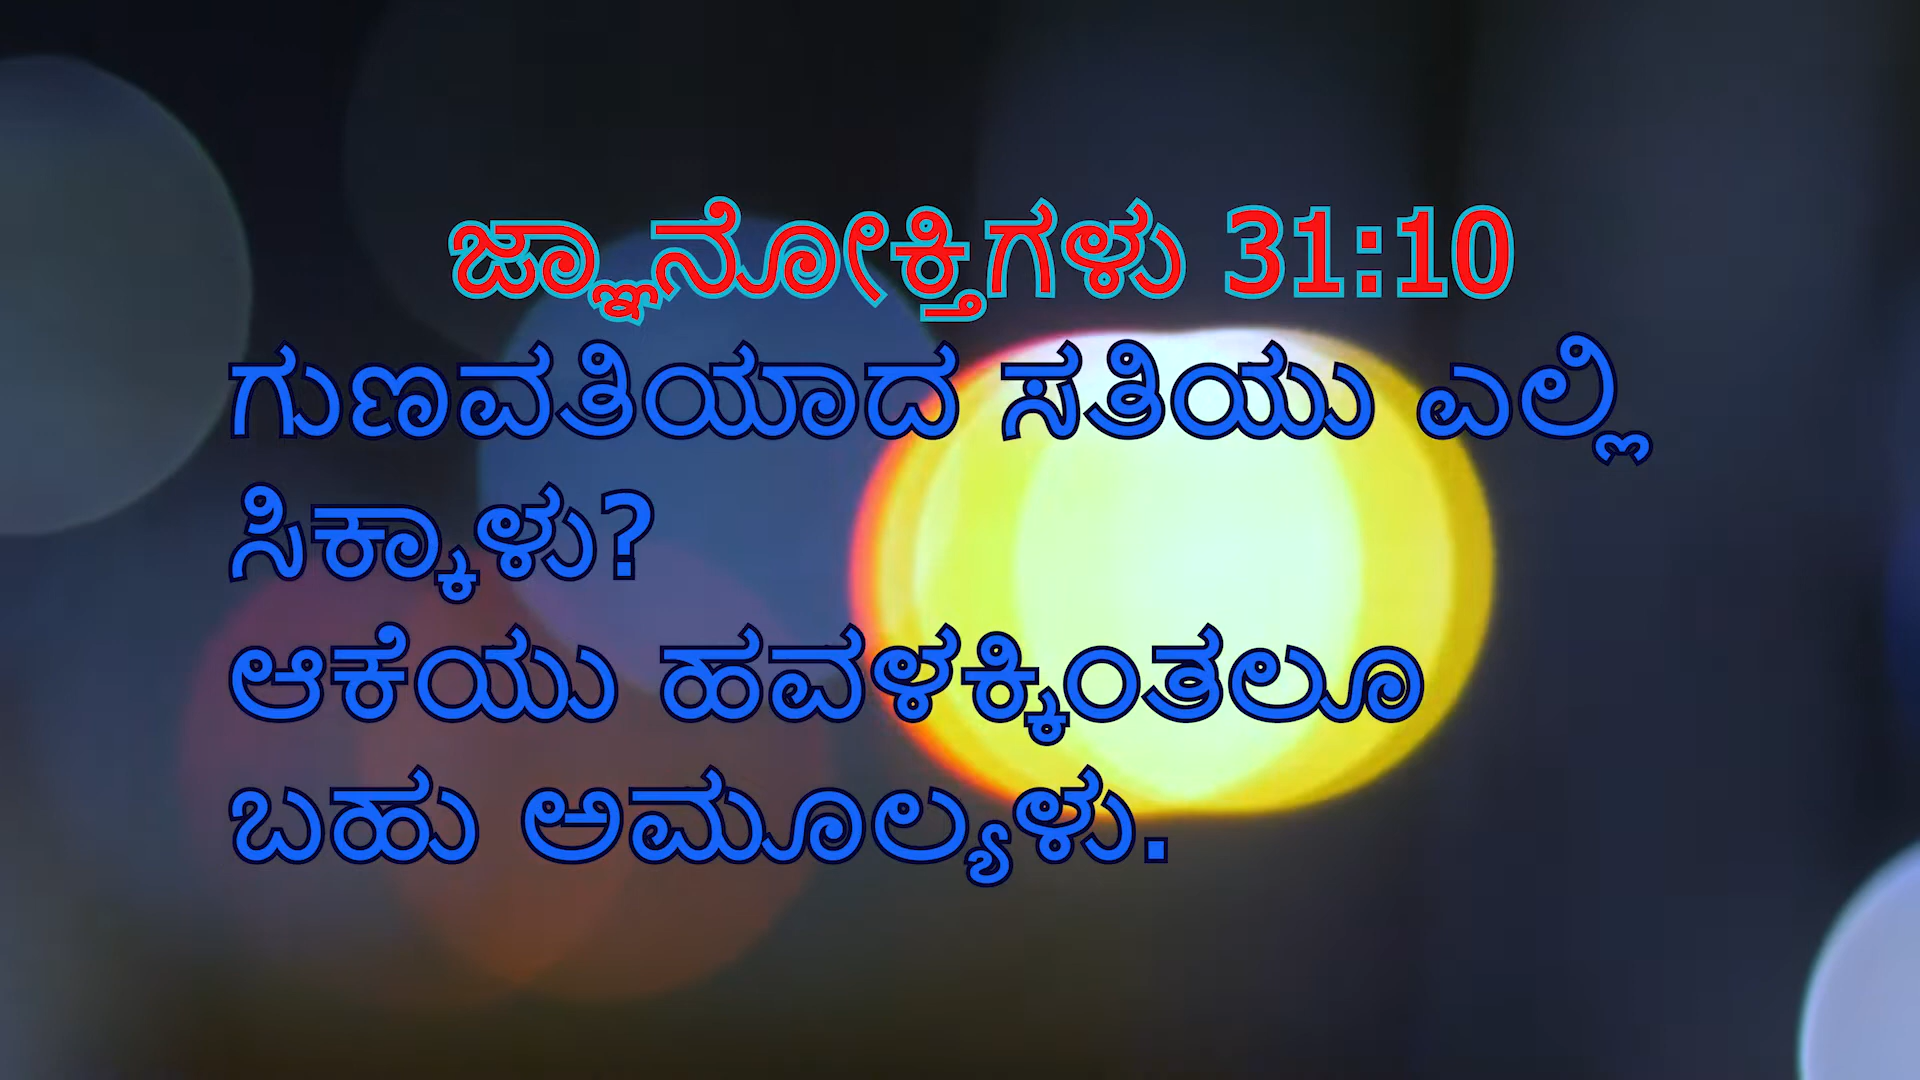 ಜ್ಞಾನೋಕ್ತಿಗಳು 31:10
ಗುಣವತಿಯಾದ ಸತಿಯು ಎಲ್ಲಿ
ಸಿಕ್ಕಾಳು?
ಆಕೆಯು ಹವಳಕ್ಕಿಂತಲೂ
ಬಹು ಅಮೂಲ್ಯಳು.